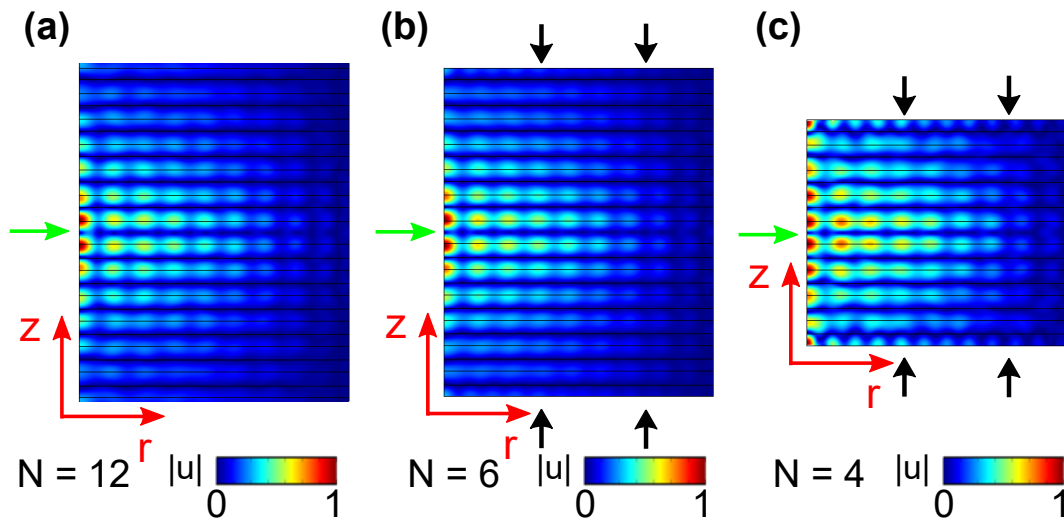 (a)
(b)
(c)
z
r
z
r
z
r
N = 12 |u| 0 1
N = 6 |u| 0 1
N = 4 |u| 0 1